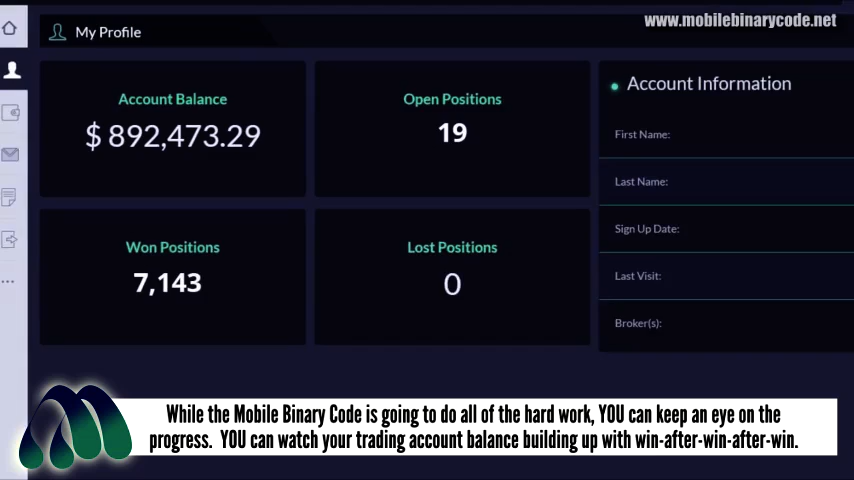 www.mobilebinarycode.net
My Profile
Account Balance
$ 892,473.29
Open Positions
19
Won Positions
7,143
Lost Positions
0
Account Information
First Name:
Last Name:
Sign Up Date:
Last Visit:
Broker(s):
While the Mobile Binary Code is going to do all of the hard work, YOU can keep an eye on the
progress. YOU can watch your trading account balance building up with win-after-win-after-win.